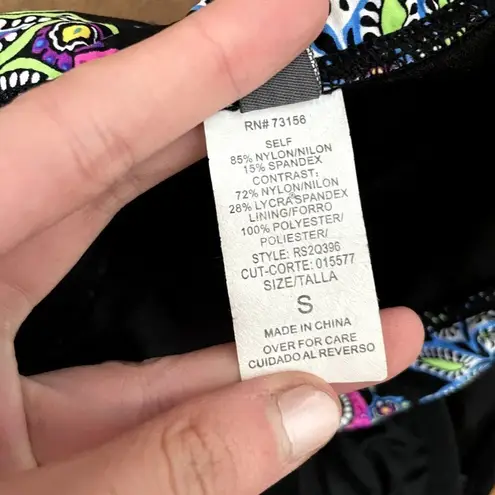 RN# 73156
SELF
85% NYLON/NILON
15% SPANDEX
CONTRAST:
72% NYLON/NILON
28% LYCRA SPANDEX
LINING/FORRO
100% POLYESTER/
POLIESTER/
STYLE: RS2Q396
CUT-CORTE: 015577
SIZE/TALLA
S
MADE IN CHINA
OVER FOR CARE
CUIDADO AL REVERSO